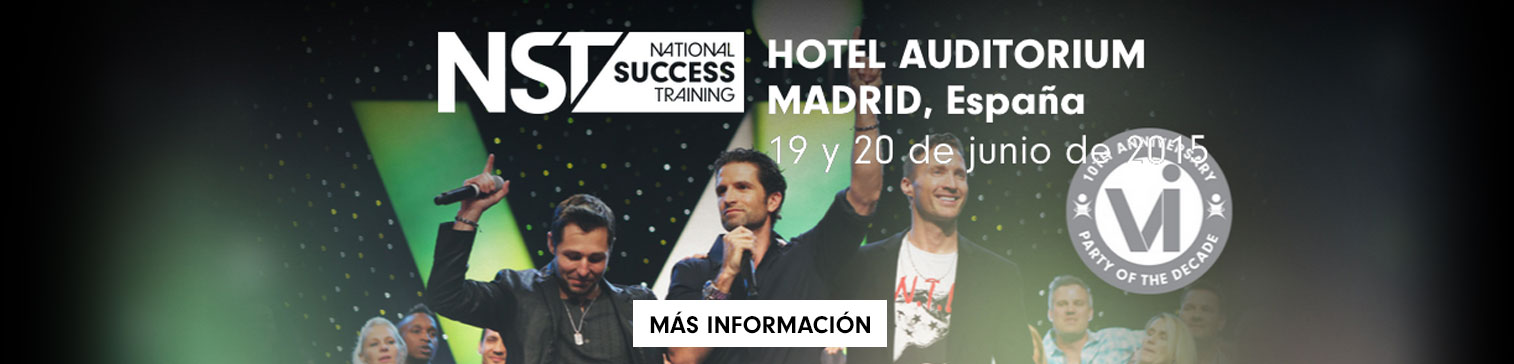 NST
NATIONAL
SUCCESS
TRAINING
HOTEL AUDITORIUM
MADRID, España
19 y 20 de junio de 2015
10TH ANNIVERSARY
Vi
PARTY OF THE DECADE
MÁS INFORMACIÓN